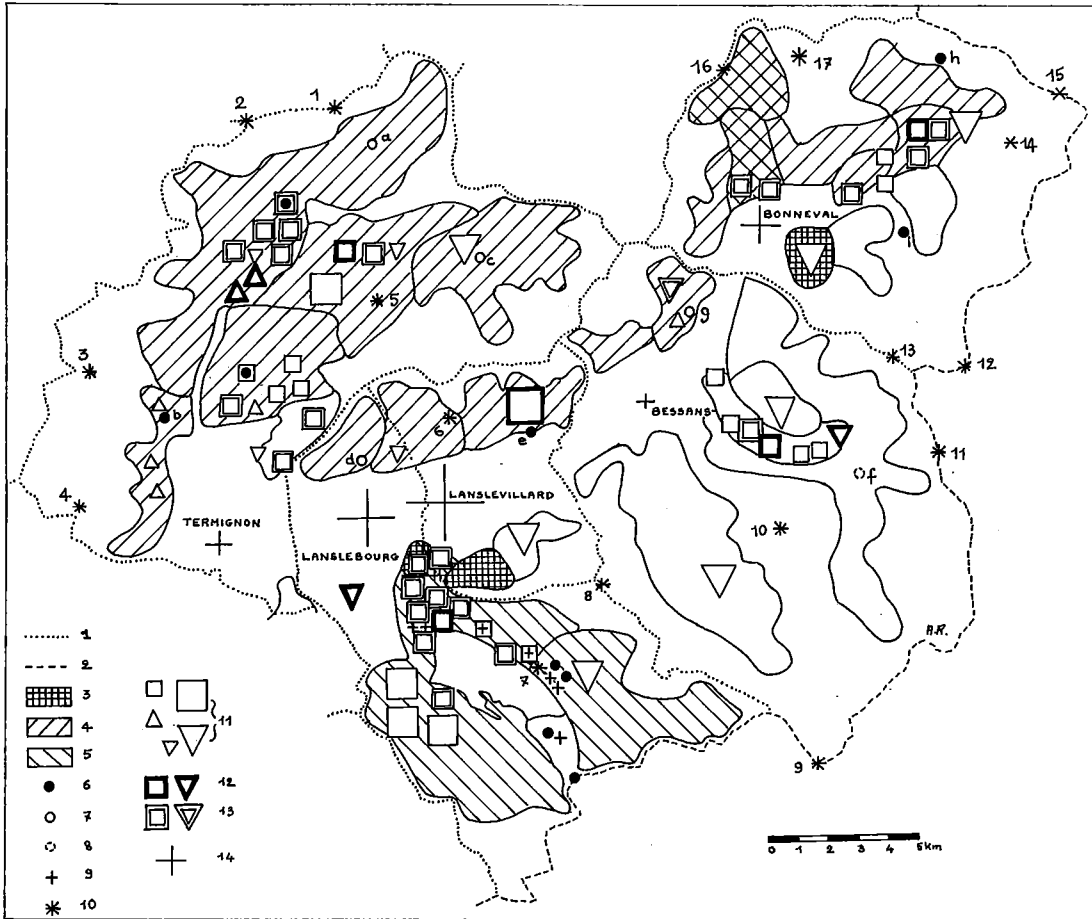 16
17
h
15
1
2
14
a
BONNEVAL
i
c
5
g
13
3
12
BESSANS
b
6
e
11
f
d
4
LANSLEVILLARD
10
TERMIGNON
LANSLEBOURG
8
7
A.R.
9
1
2
3
4
5
6
7
8
9
10
11
12
13
14
0 1 2 3 4 5km